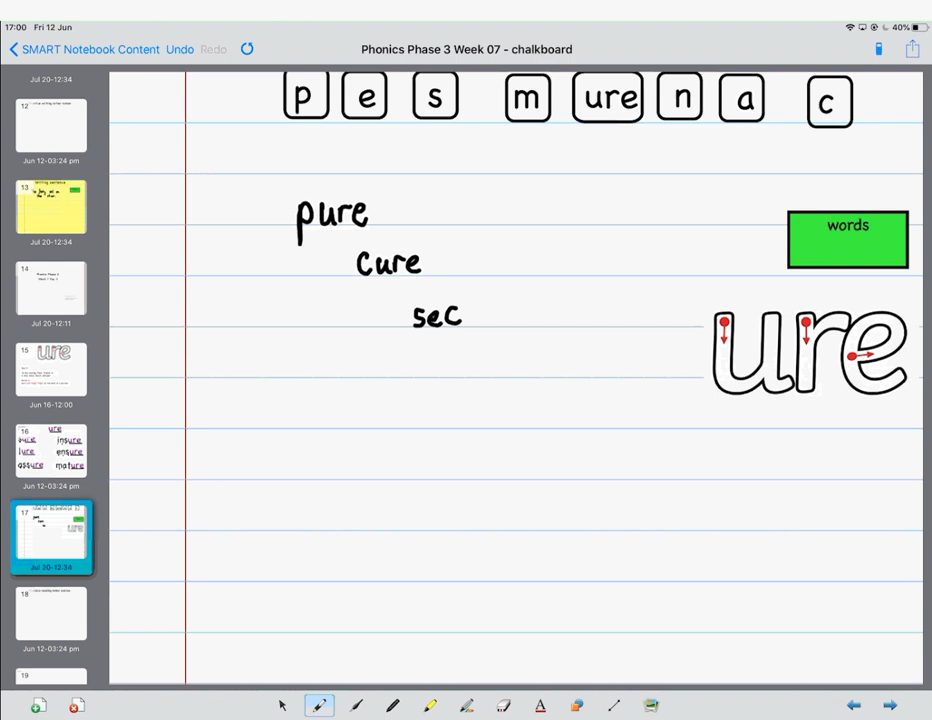 17:00 Fri 12 Jun 40%
SMART Notebook Content Undo Redo Phonics Phase 3 Week 07 - chalkboard
Jul 20-12:34
12
Jun 12-03:24 pm
13
Jul 20-12:34
14
Jul 20-12:11
15
ure
Jun 16-12:00
16
ure
insure
lure ensure
assure mature
Jun 12-03:24 pm
17
ure
Jul 20-12:34
18
Jun 12-03:24 pm
19
p e s m ure n a c
pure
cure
sec
words
ure
A